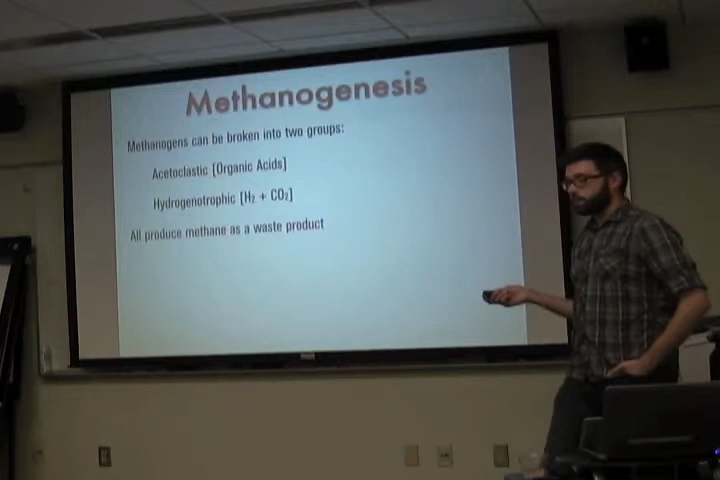 Methanogenesis
Methanogens can be broken into two groups:
Acetoclastic [Organic Acids]
Hydrogenotrophic [H₂ + CO₂]
All produce methane as a waste product